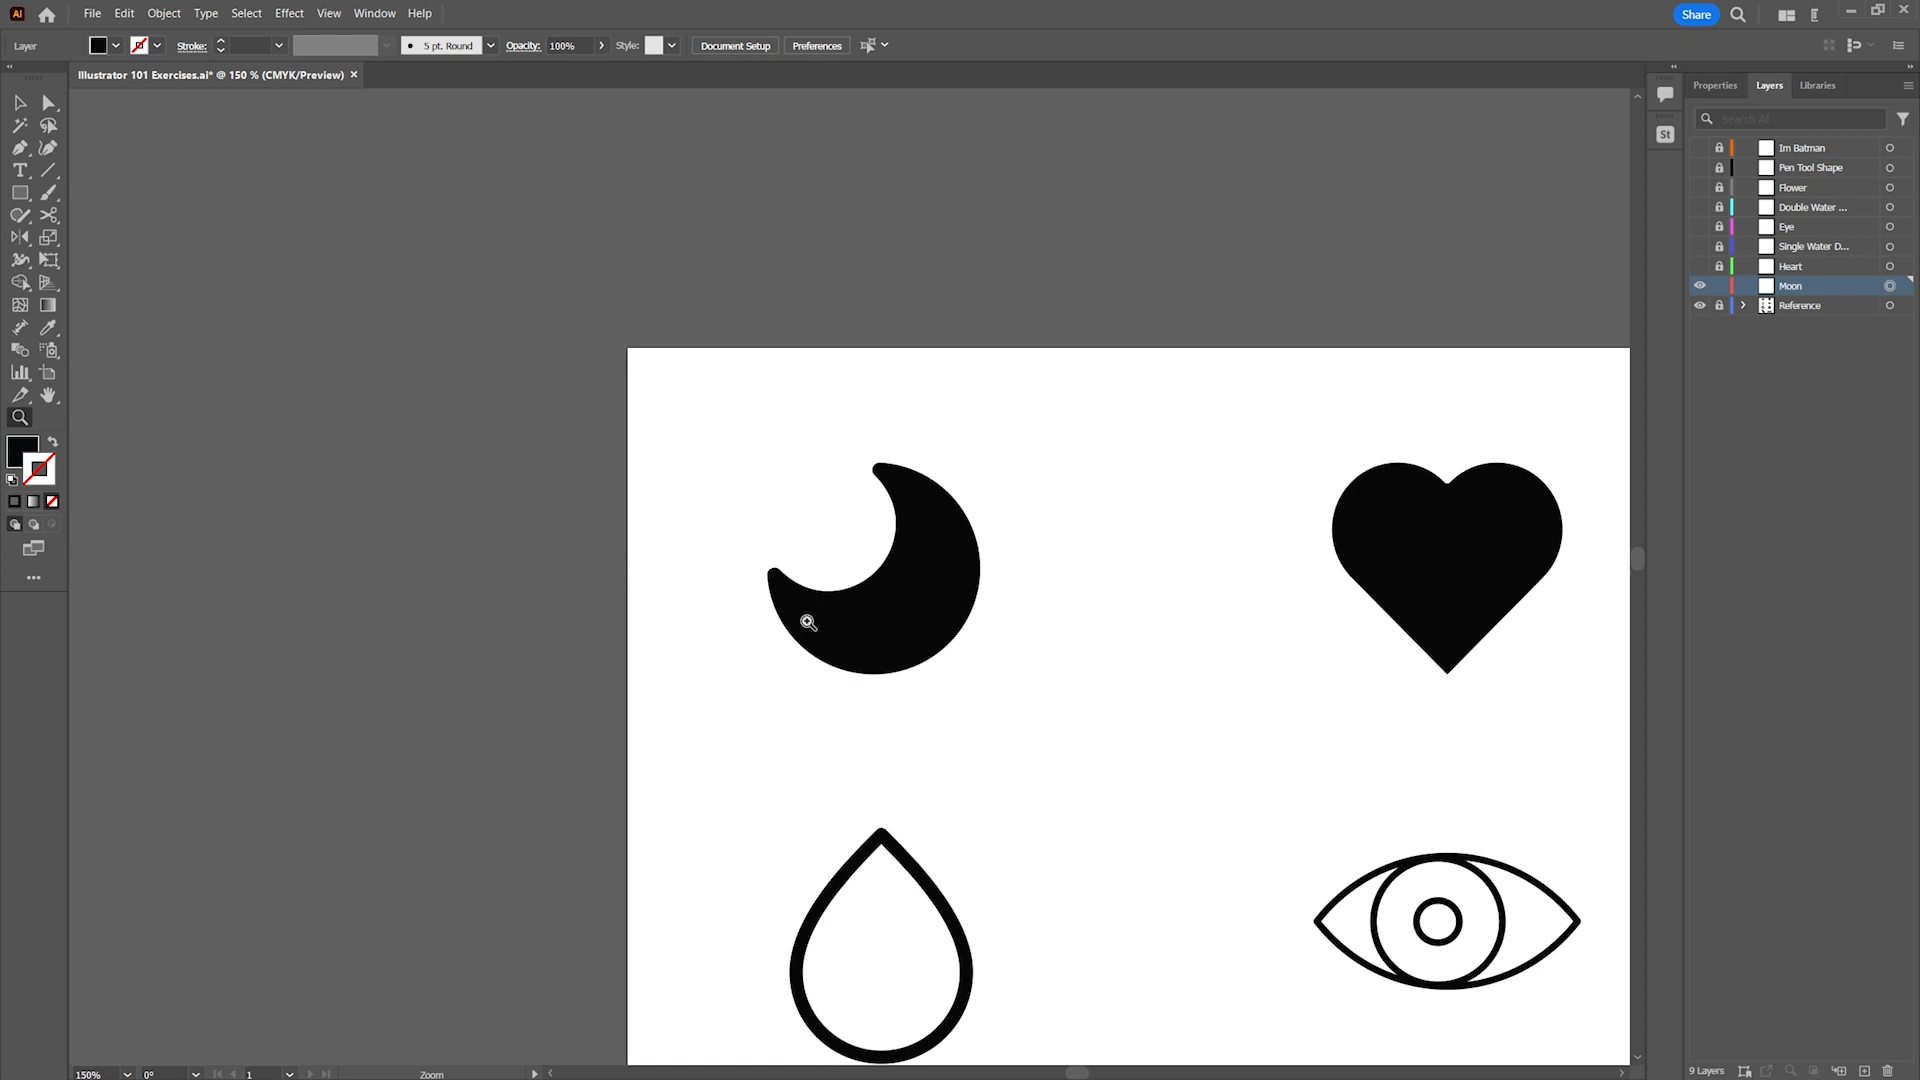 Ai File Edit Object Type Select Effect View Window Help Share
Layer Stroke: 5 pt. Round Opacity: 100% Style: Document Setup Preferences
Illustrator 101 Exercises.ai* @ 150 % (CMYK/Preview) ×
Properties Layers Libraries
Search All
St
Im Batman
Pen Tool Shape
Flower
Double Water ...
Eye
Single Water D...
Heart
Moon
Reference
T
150% 0° 1 Zoom 9 Layers